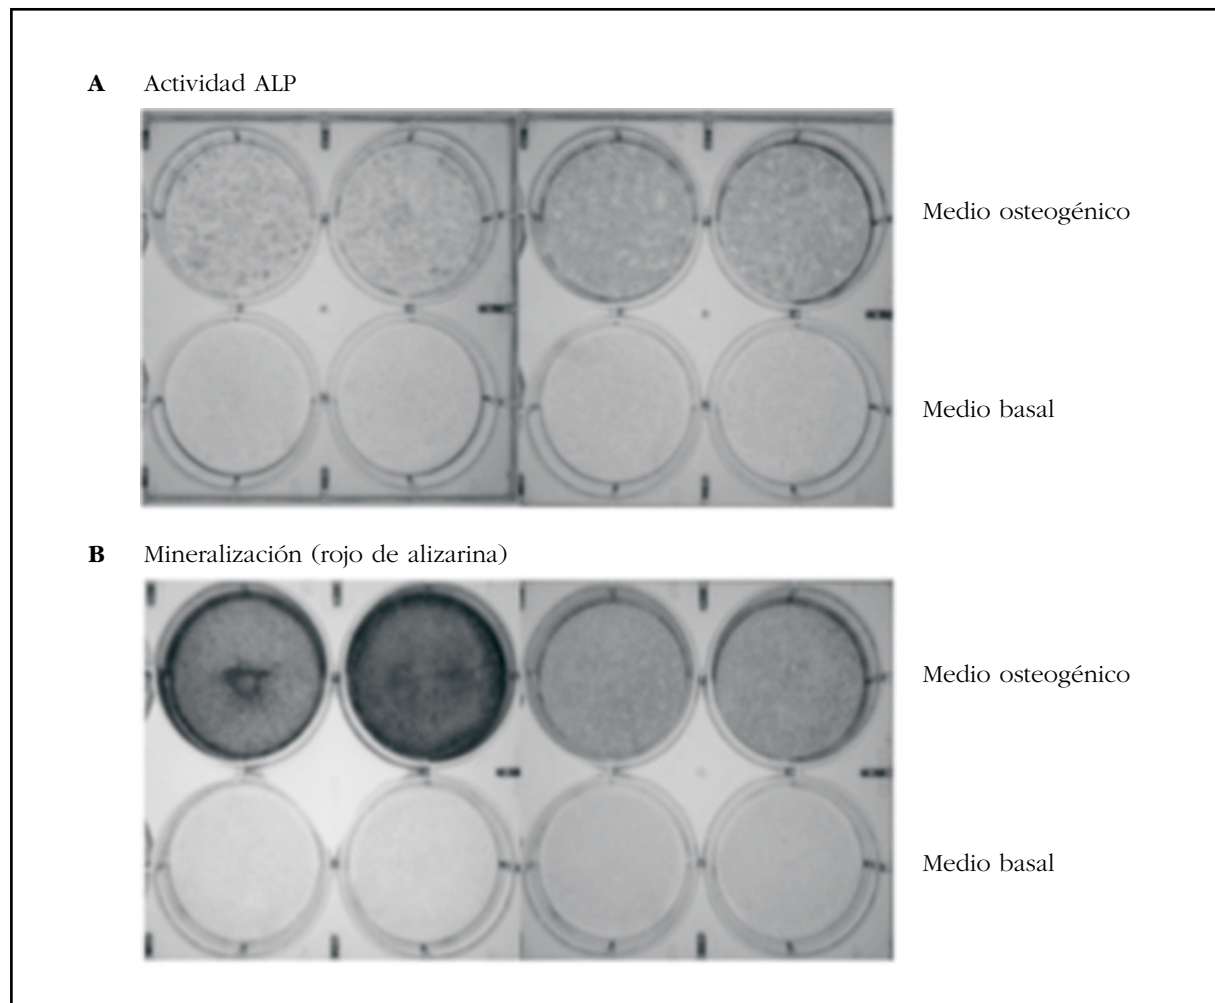 A Actividad ALP
Medio osteogénico
Medio basal
B Mineralización (rojo de alizarina)
Medio osteogénico
Medio basal